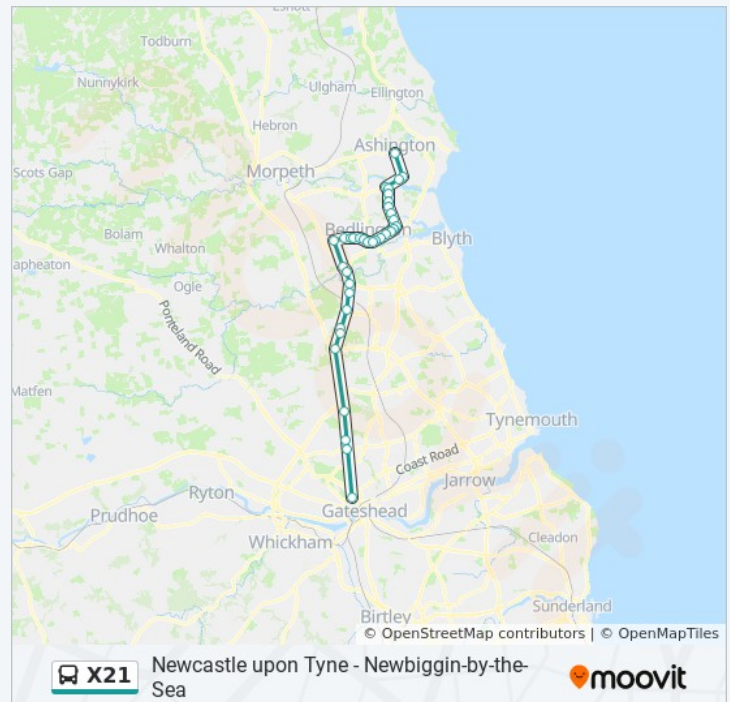 Todburn
Nunnykirk
Ulgham
Ellington
Hebron
Ashington
Scots Gap
Morpeth
Bolam
Bedlington
Blyth
Whalton
apheaton
Ogle
Ponteland Road
Matfen
Tynemouth
Coast Road
Jarrow
Ryton
Prudhoe
Gateshead
Whickham
Cleadon
Sunderland
Birtley
© OpenStreetMap contributors | © OpenMapTiles
X21
Newcastle upon Tyne - Newbiggin-by-the-
Sea
moovit